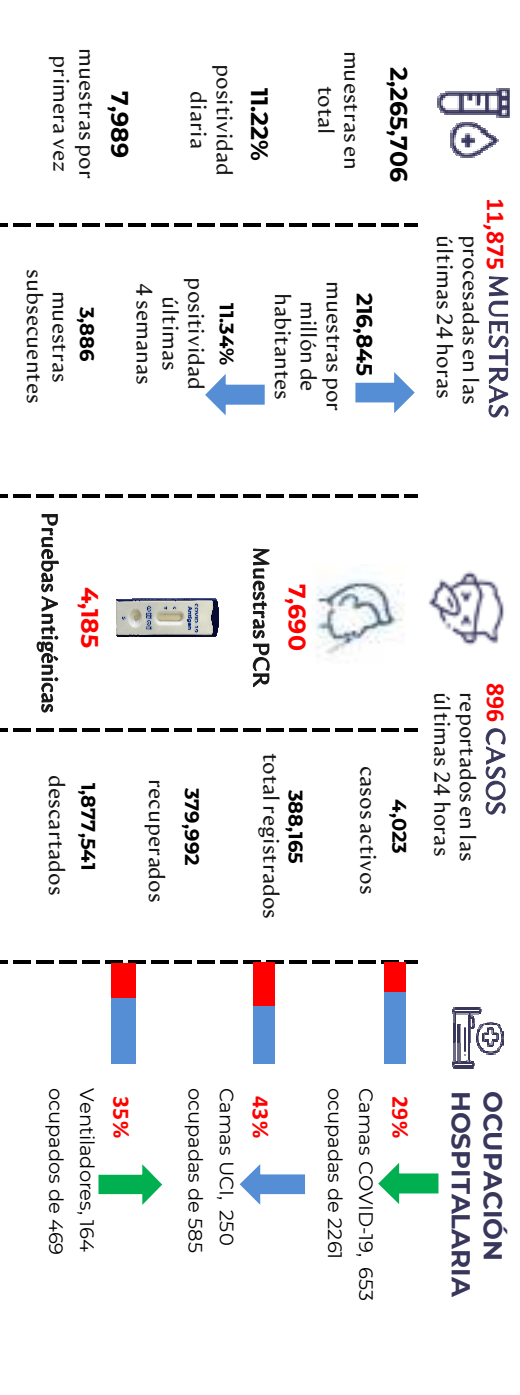 11,875 MUESTRAS
procesadas en las
últimas 24 horas
2,265,706
muestras en
total
11.22%
positividad
diaria
7,989
muestras por
primera vez
216,845
muestras por
millón de
habitantes
11.34%
positividad
últimas
4 semanas
3,886
muestras
subsecuentes
896 CASOS
reportados en las
últimas 24 horas
7,690
Muestras PCR
4,185
Pruebas Antigénicas
4,023
casos activos
388,165
total registrados
379,992
recuperados
1,877,541
descartados
OCUPACIÓN
HOSPITALARIA
29%
Camas COVID-19, 653
ocupadas de 2261
43%
Camas UCI, 250
ocupadas de 585
35%
Ventiladores, 164
ocupados de 469